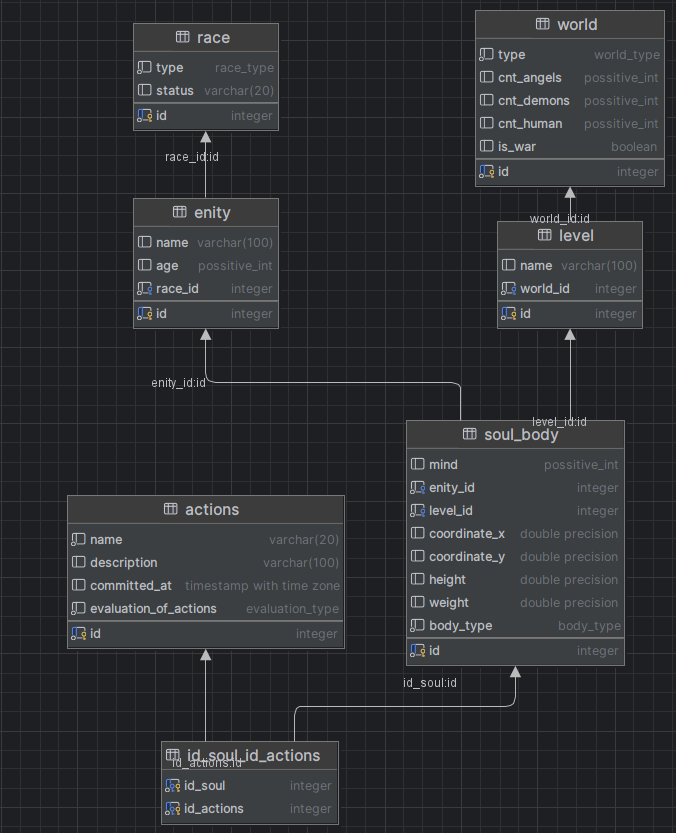 race
type race_type
status varchar(20)
id integer
race_id:id
world
type world_type
cnt_angels possitive_int
cnt_demons possitive_int
cnt_human possitive_int
is_war boolean
id integer
world_id:id
enity
name varchar(100)
age possitive_int
race_id integer
id integer
level
name varchar(100)
world_id integer
id integer
enity_id:id
level_id:id
soul_body
mind possitive_int
enity_id integer
level_id integer
coordinate_x double precision
coordinate_y double precision
height double precision
weight double precision
body_type body_type
id integer
actions
name varchar(20)
description varchar(100)
committed_at timestamp with time zone
evaluation_of_actions evaluation_type
id integer
id_soul:id
id_soul_id_actions
id_actions:id
id_soul integer
id_actions integer